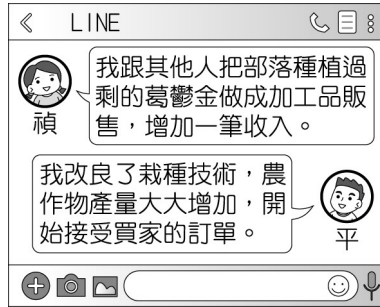 LINE
我跟其他人把部落種植過
剩的葛鬱金做成加工品販
售，增加一筆收入。
禎
我改良了栽種技術，農
作物產量大大增加，開
始接受買家的訂單。
平